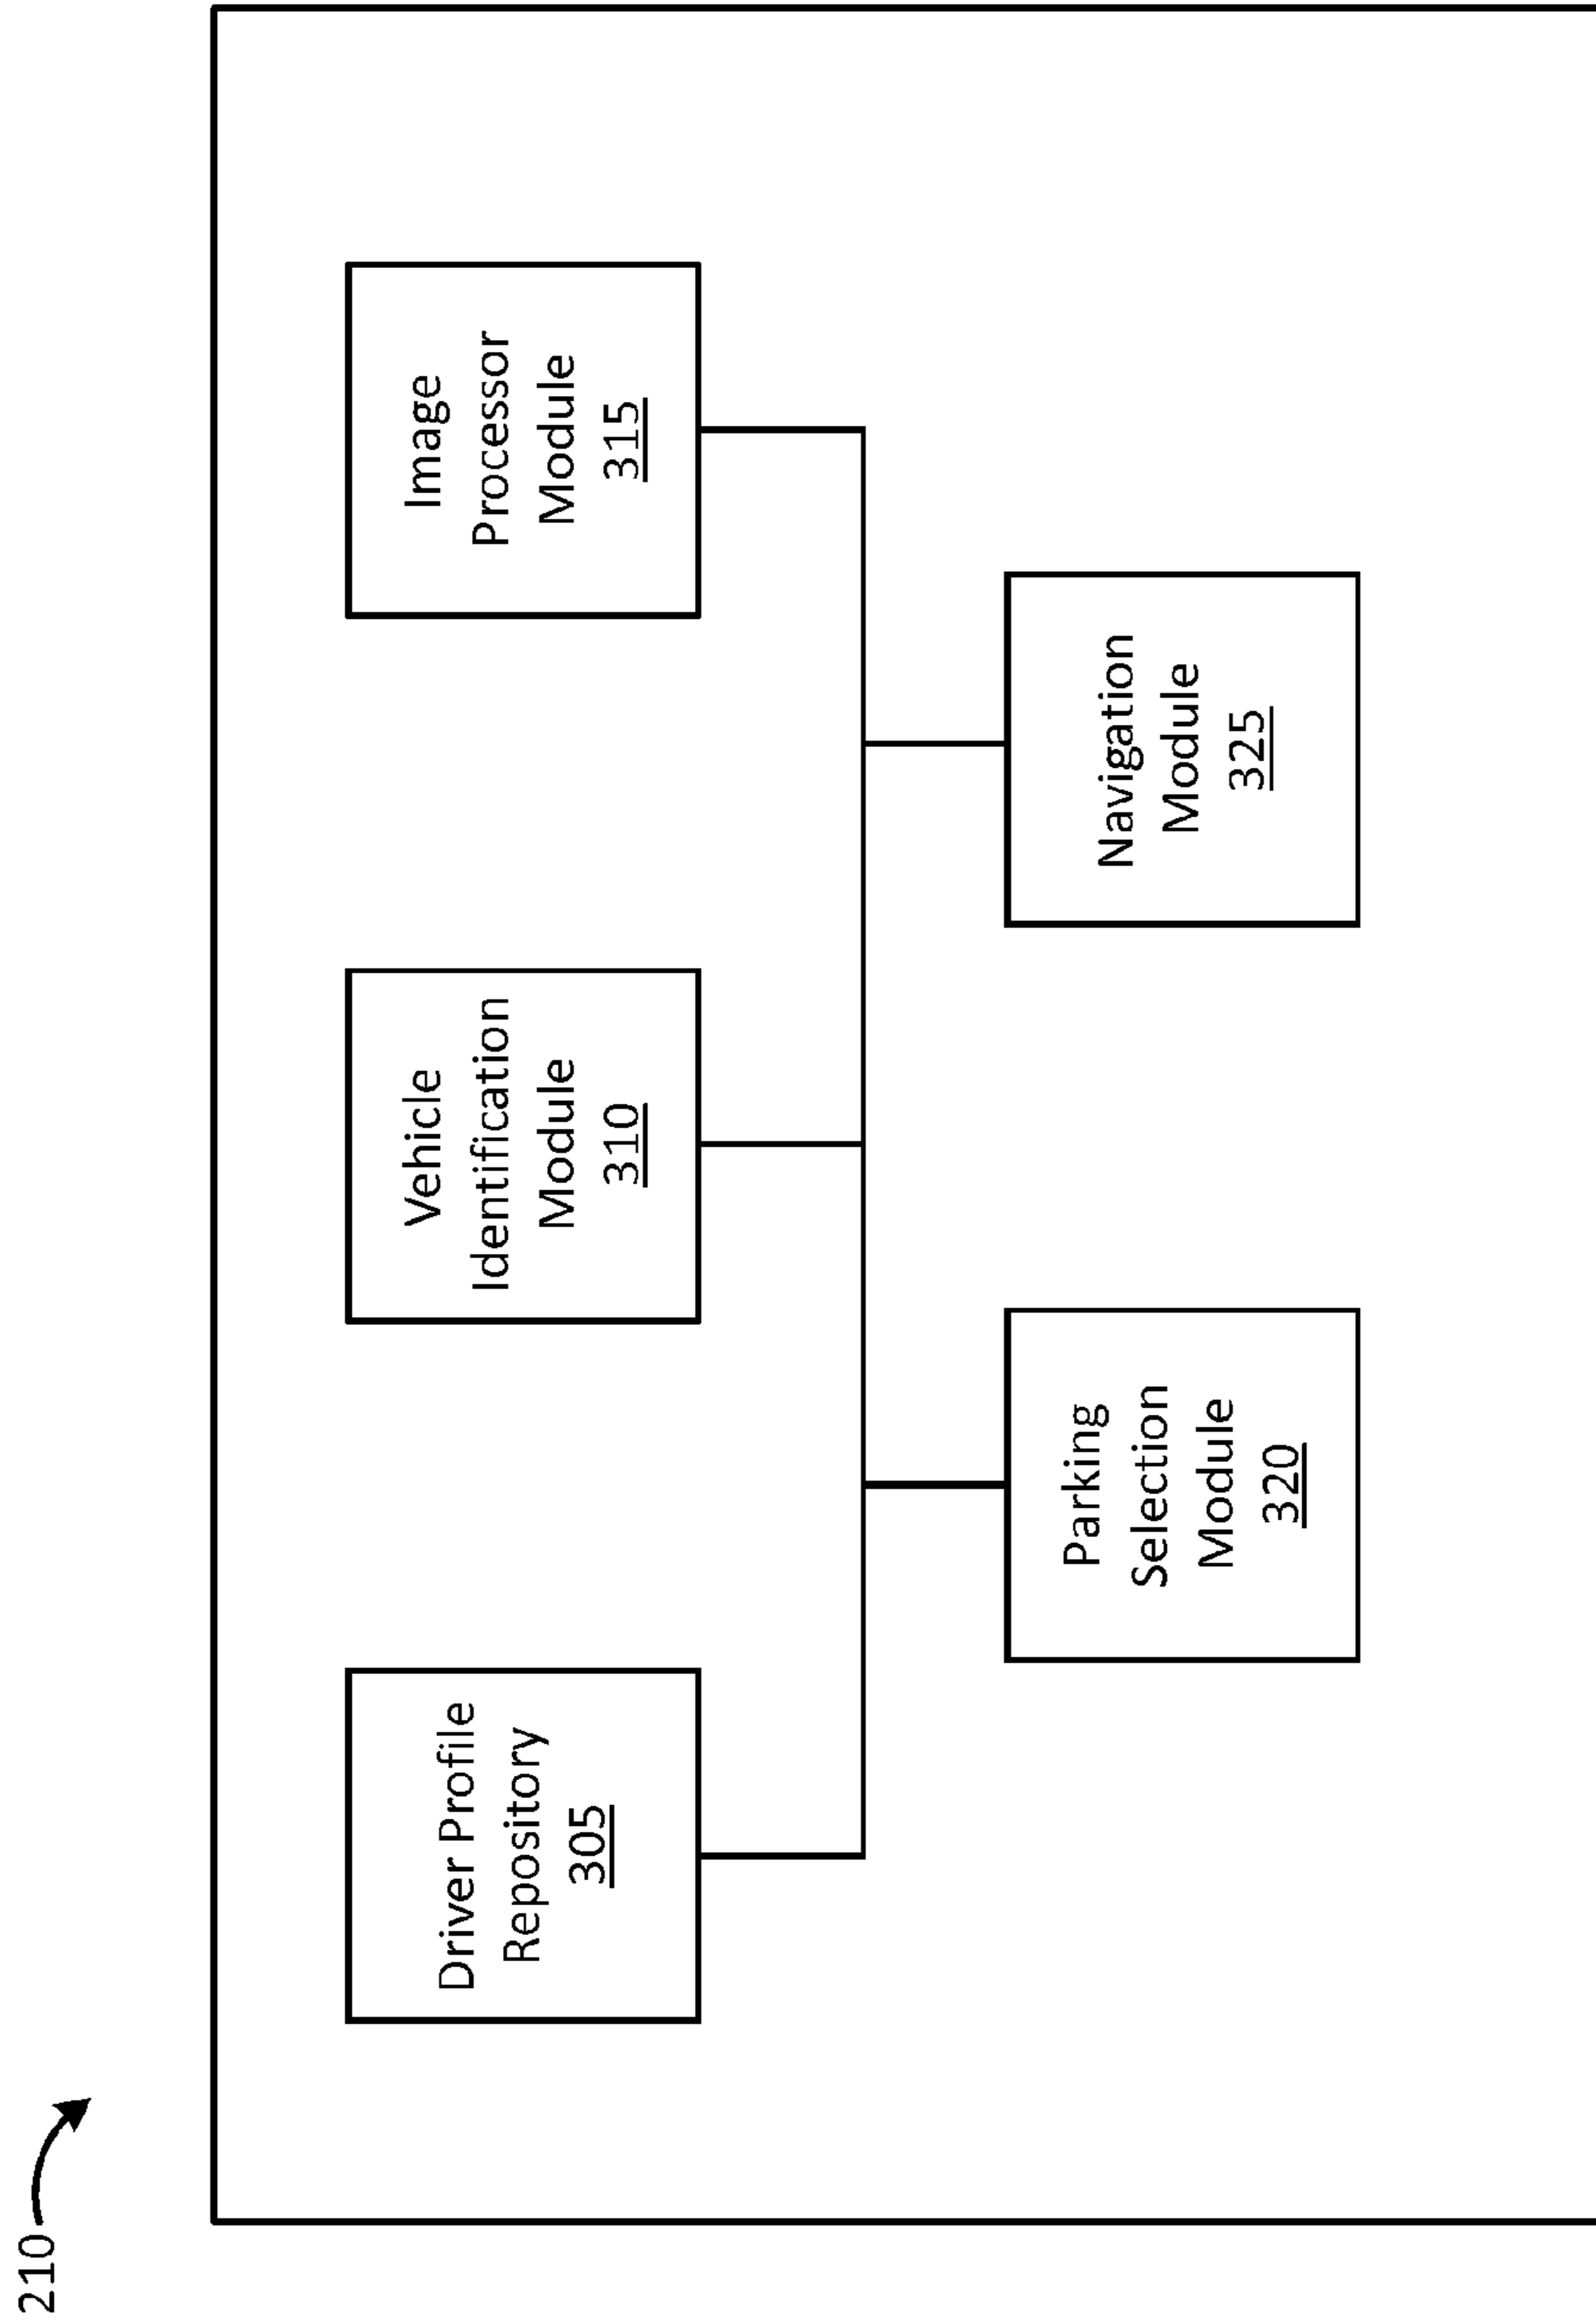 210
Driver Profile
Repository
305
Vehicle
Identification
Module
310
Image
Processor
Module
315
Parking
Selection
Module
320
Navigation
Module
325